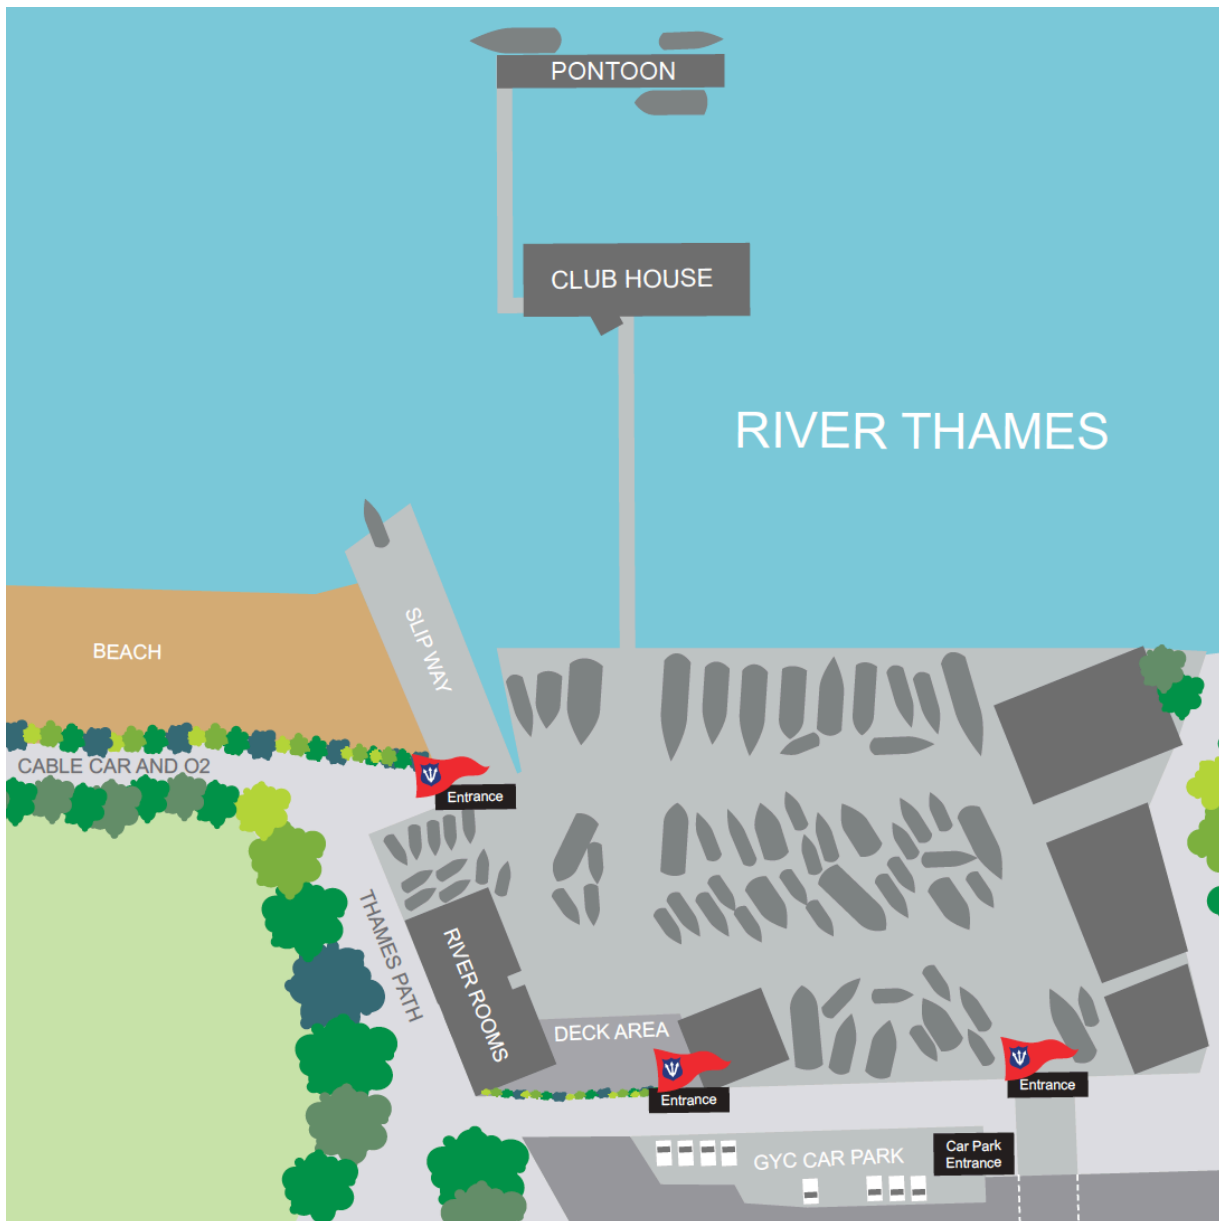 PONTOON
CLUB HOUSE
RIVER THAMES
SLIP WAY
BEACH
CABLE CAR AND O2
Entrance
THAMES PATH
RIVER ROOMS
DECK AREA
Entrance
Entrance
GYC CAR PARK
Car Park
Entrance